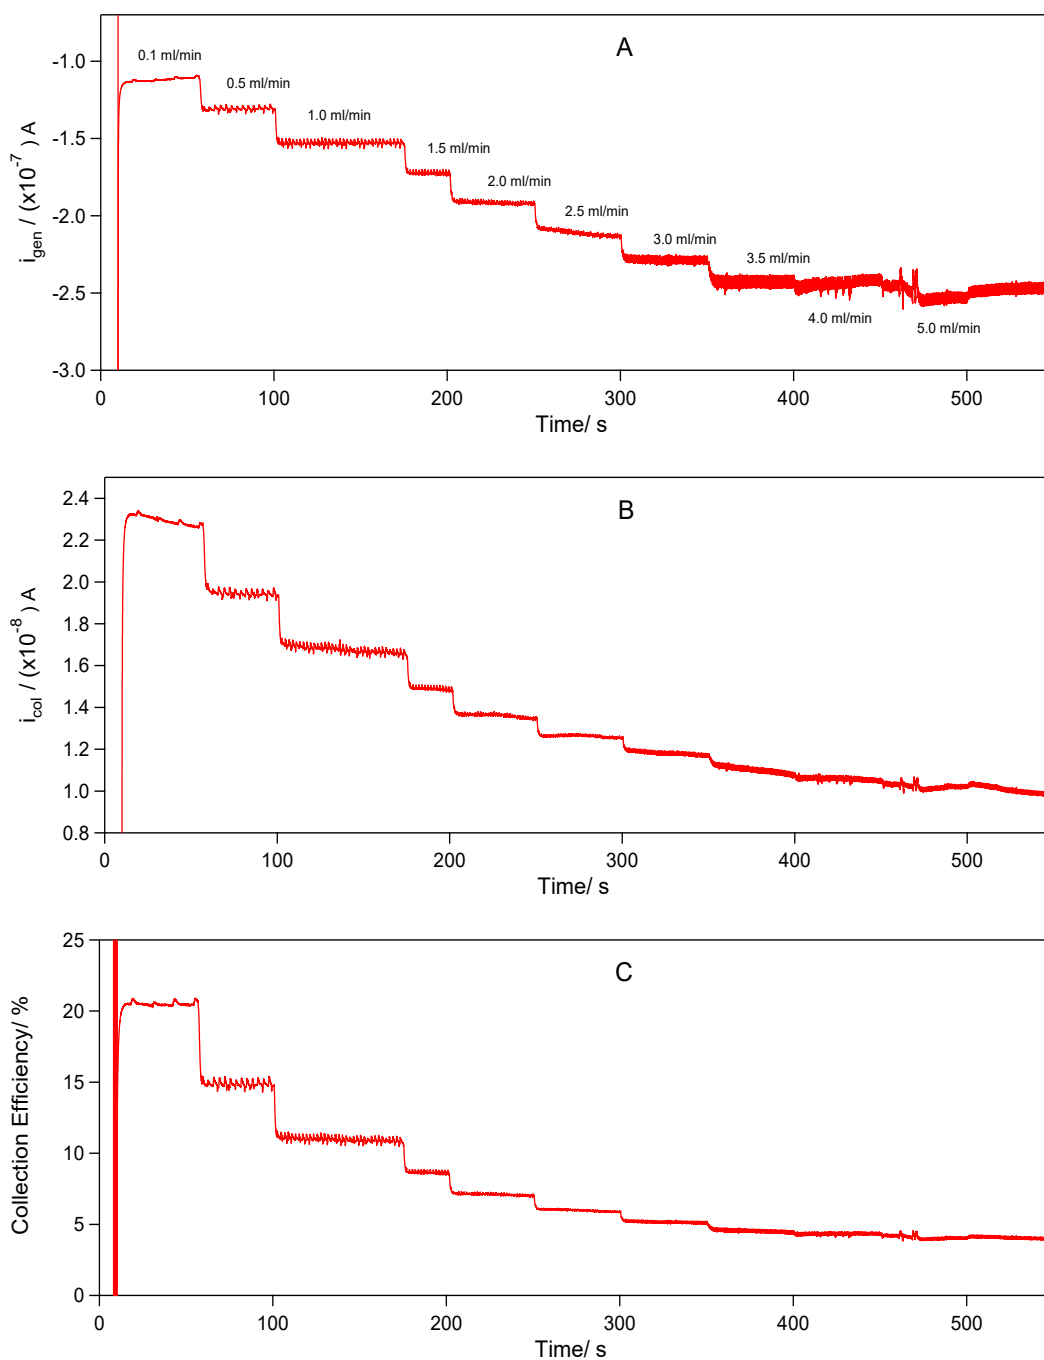 A
0.1 ml/min
0.5 ml/min
1.0 ml/min
1.5 ml/min
2.0 ml/min
2.5 ml/min
3.0 ml/min
3.5 ml/min
4.0 ml/min
5.0 ml/min
-1.0
-1.5
-2.0
-2.5
-3.0
i_gen / (x10^-7) A
0 100 200 300 400 500
Time/ s
B
2.4
2.2
2.0
1.8
1.6
1.4
1.2
1.0
0.8
i_col / (x10^-8) A
0 100 200 300 400 500
Time/ s
C
25
20
15
10
5
0
Collection Efficiency/ %
0 100 200 300 400 500
Time/ s